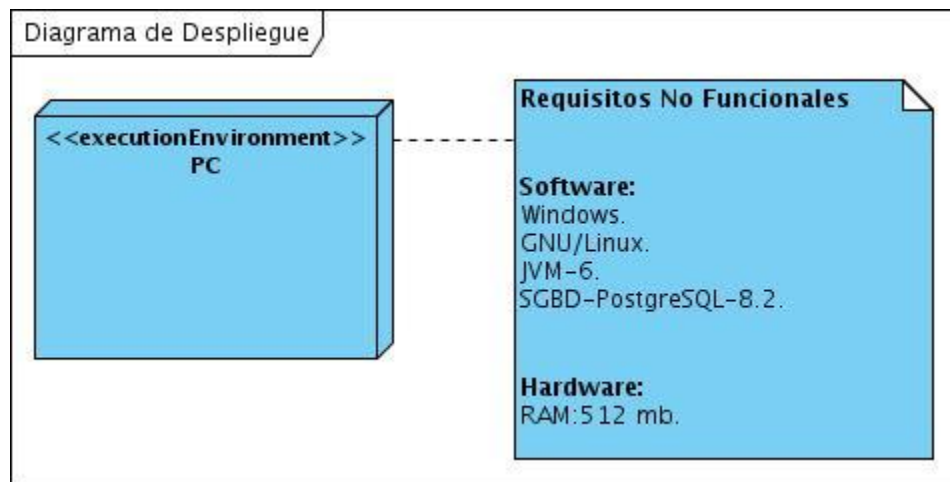 Diagrama de Despliegue
<<executionEnvironment>>
PC
Requisitos No Funcionales
Software:
Windows.
GNU/Linux.
JVM-6.
SGBD-PostgreSQL-8.2.
Hardware:
RAM:512 mb.